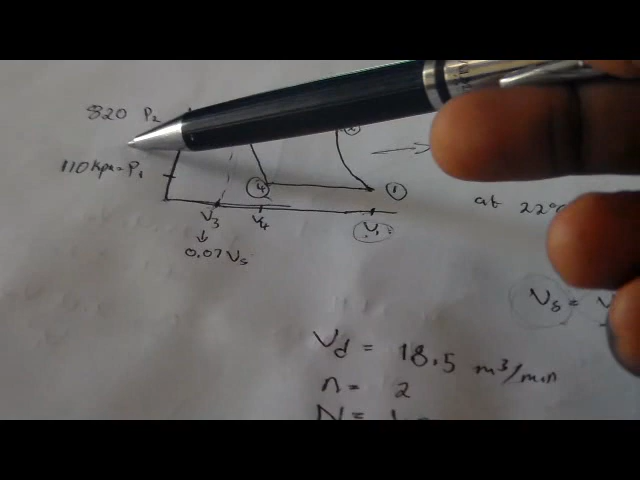 820 P₂
②
110 kpa = P₁
④ ①
V₃ V₄ V₁
0.07 Vs
at 22°
Vs =
Vd = 18.5 m³/min
n = 2
N =